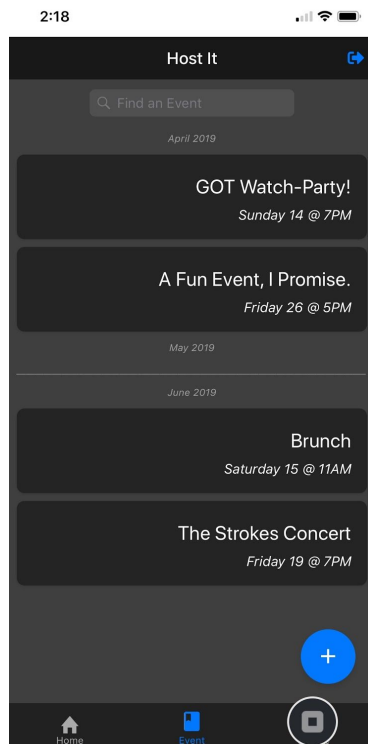 2:18
Host It
Find an Event
April 2019
GOT Watch-Party!
Sunday 14 @ 7PM
A Fun Event, I Promise.
Friday 26 @ 5PM
May 2019
June 2019
Brunch
Saturday 15 @ 11AM
The Strokes Concert
Friday 19 @ 7PM
+
Home
Event